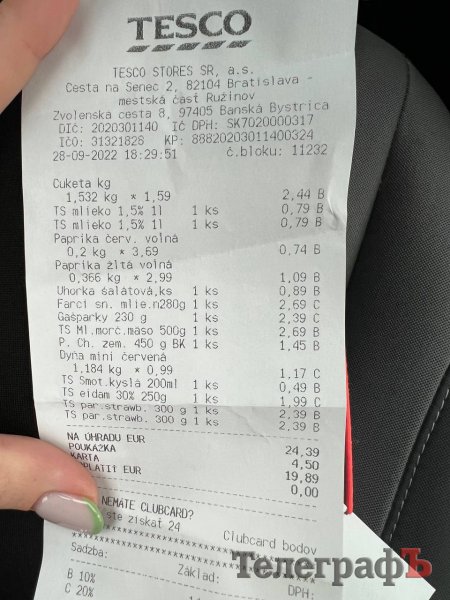 TESCO
TESCO STORES SR, a.s.
Cesta na Senec 2, 82104 Bratislava -
mestská časť Ružinov
Zvolenská cesta 8, 97405 Banská Bystrica
DIČ: 2020301140 IČ DPH: SK7020000317
IČO: 31321828 KP: 88820203011400324
28-09-2022 18:29:51 č.bloku: 11232
Cuketa kg
1,532 kg * 1,59 2,44 B
TS mlieko 1,5% 1l 1 ks 0,79 B
TS mlieko 1,5% 1l 1 ks 0,79 B
Paprika červ. voľná
0,2 kg * 3,69 0,74 B
Paprika žltá voľná
0,366 kg * 2,99 1,09 B
Uhorka šalátová,ks 1 ks 0,89 B
Farci sn. mlie.n280g 1 ks 2,69 C
Gašparky 230 g 1 ks 2,39 C
TS Ml.morč.mäso 500g 1 ks 2,69 B
P. Ch. zem. 450 g BK 1 ks 1,45 B
Dyňa mini červená
1,184 kg * 0,99 1,17 C
TS Smot.kyslá 200ml 1 ks 0,49 B
TS eidam 30% 250g 1 ks 1,99 C
TS par.strawb. 300 g 1 ks 2,39 B
TS par.strawb. 300 g 1 ks 2,39 B
NA ÚHRADU EUR 24,39
POUKÁŽKA 4,50
KARTA 19,89
EUR 0,00
NEMÁTE CLUBCARD?
ste získať 24 Clubcard bodov
Sadzba: Základ: DPH:
B 10%
C 20%
ТелеграфЪ